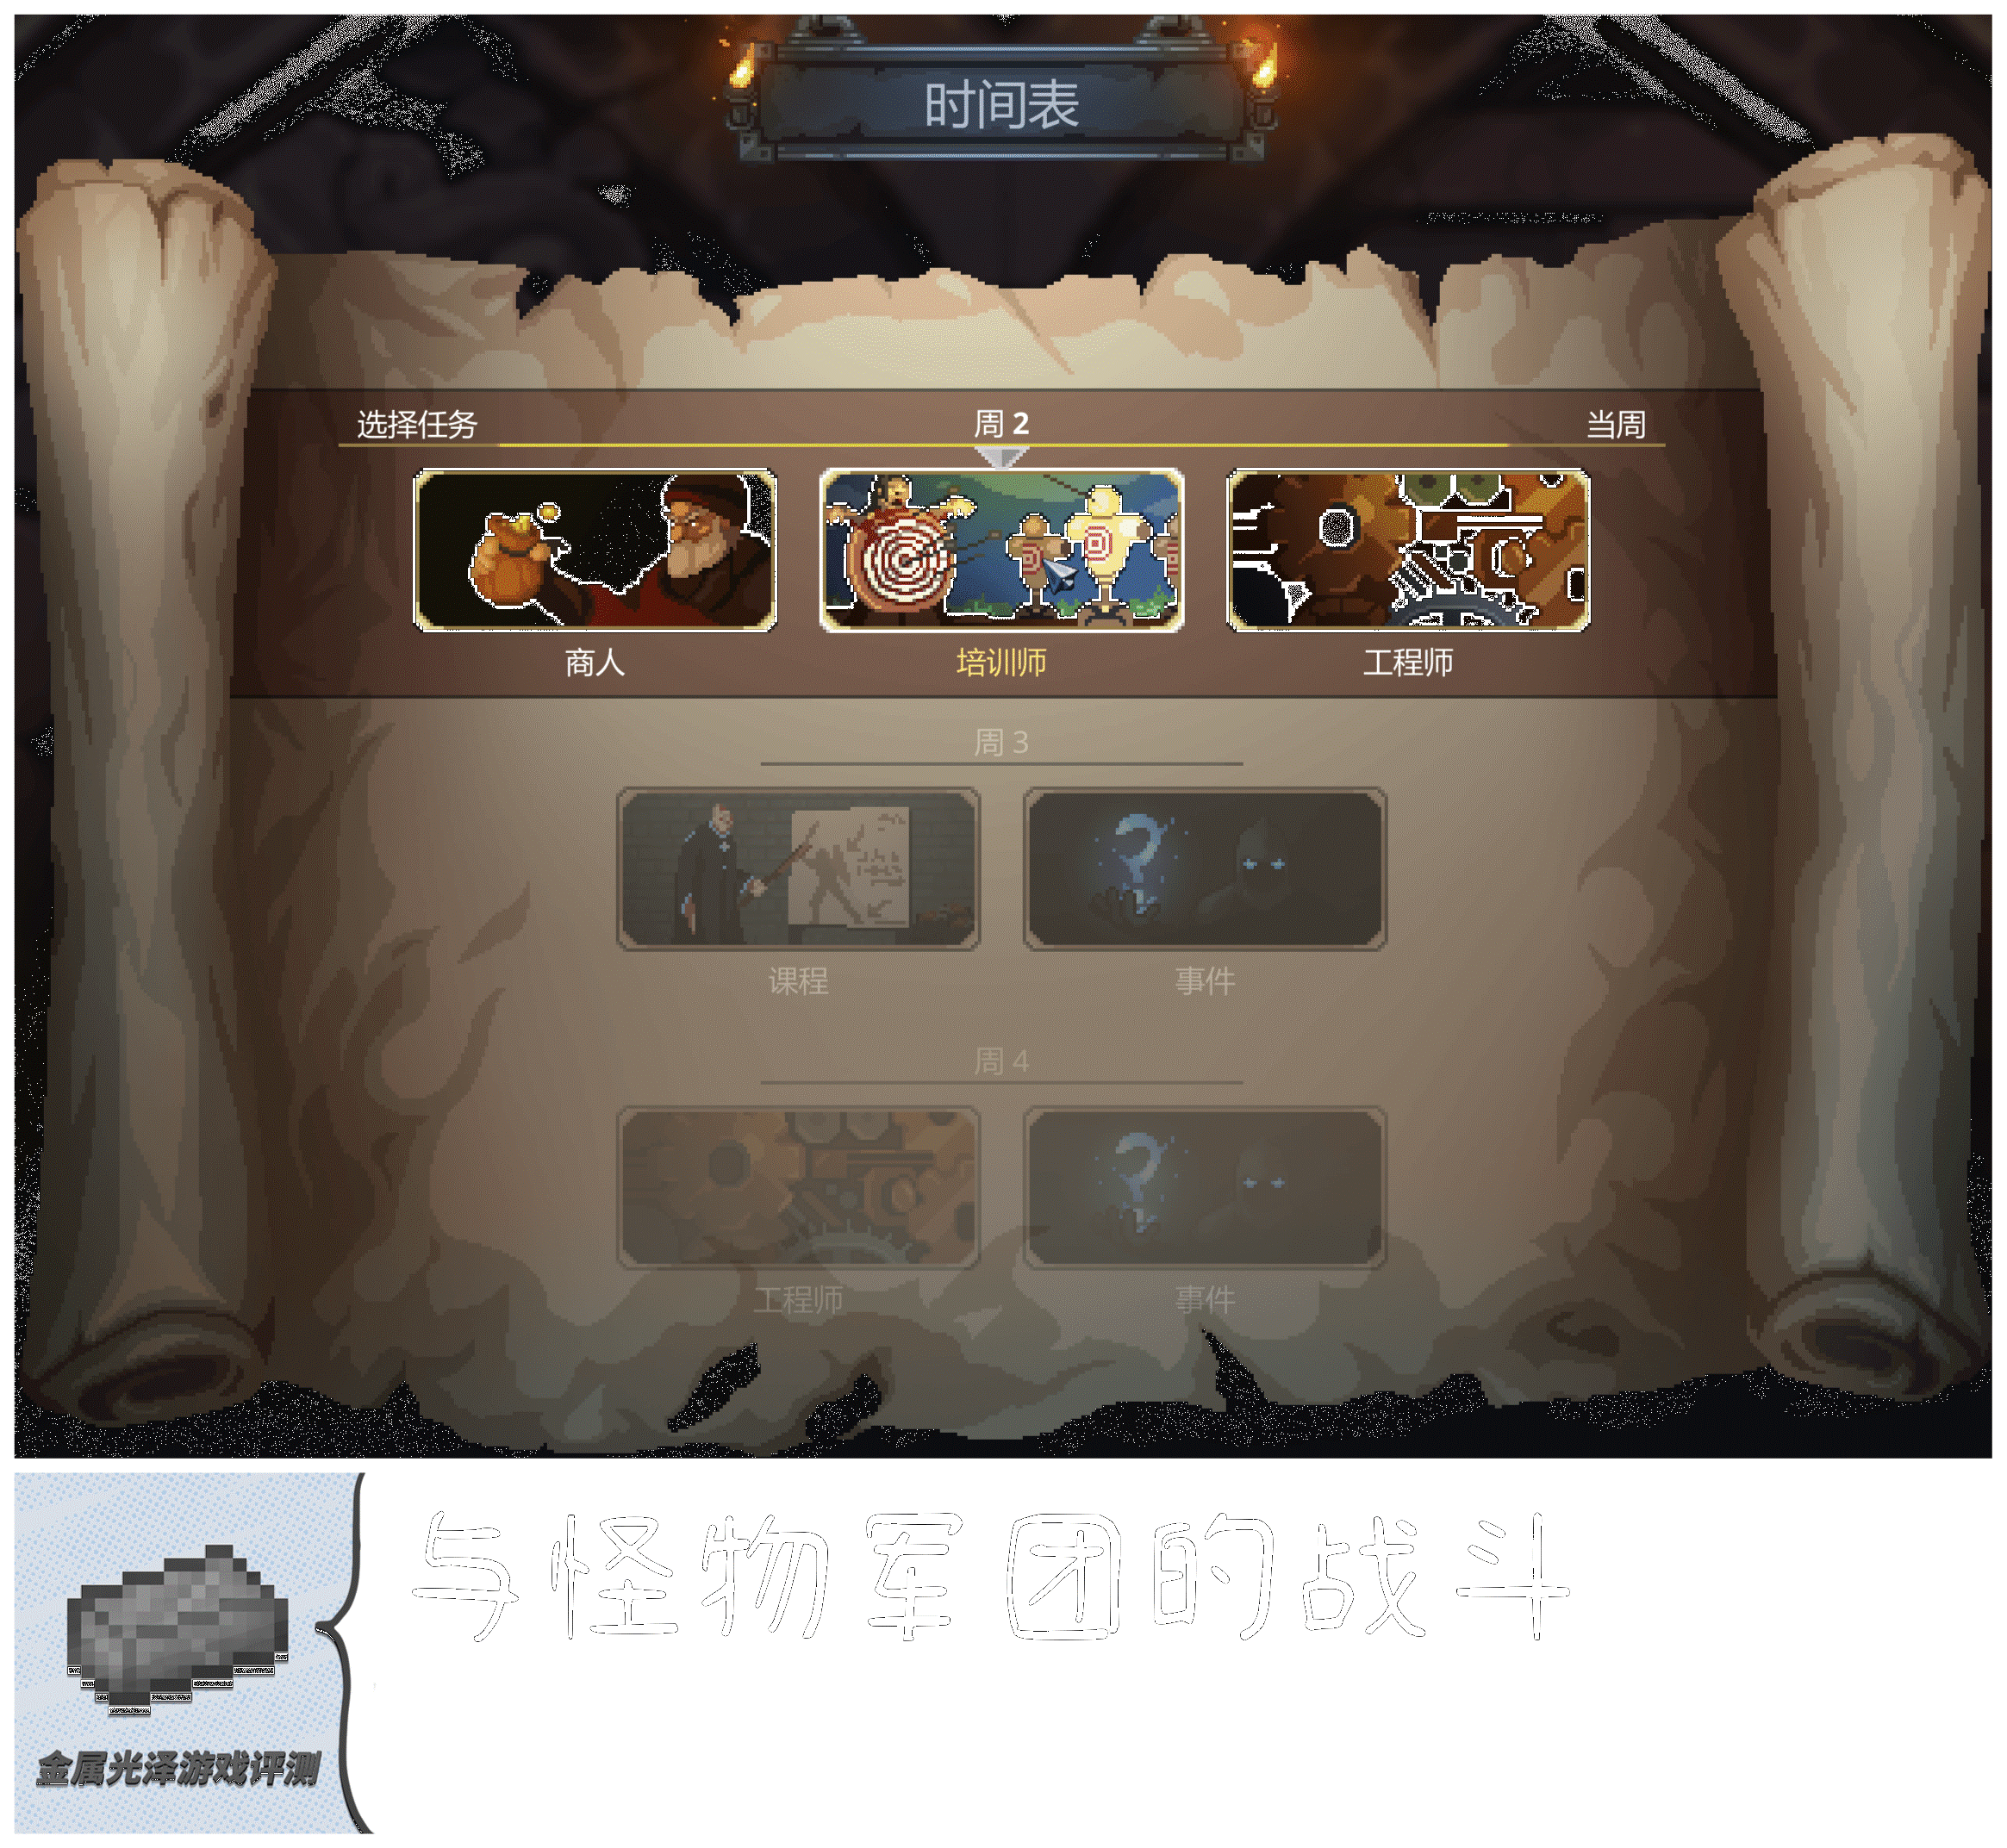 时间表
选择任务 周 2 当周
商人 培训师 工程师
周 3
课程 事件
周 4
工程师 事件
与怪物军团的战斗
金属光泽游戏评测